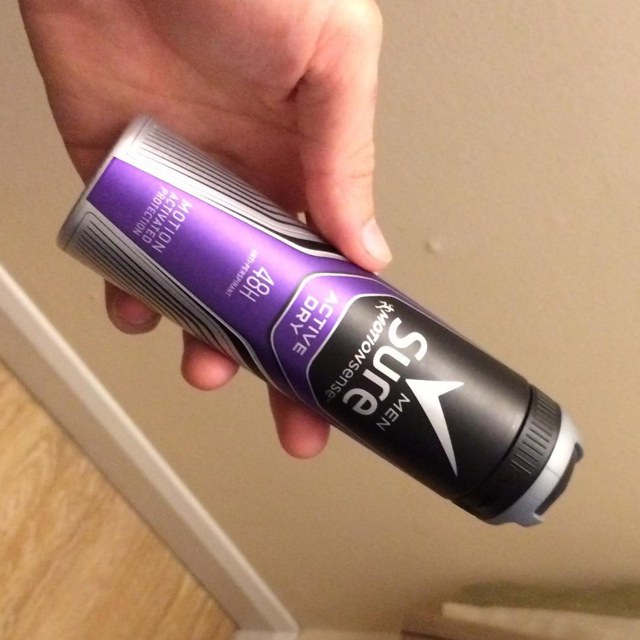 MEN
Sure
MOTIONsense
ACTIVE
DRY
48H
ANTI-PERSPIRANT
MOTION
ACTIVATED
PROTECTION